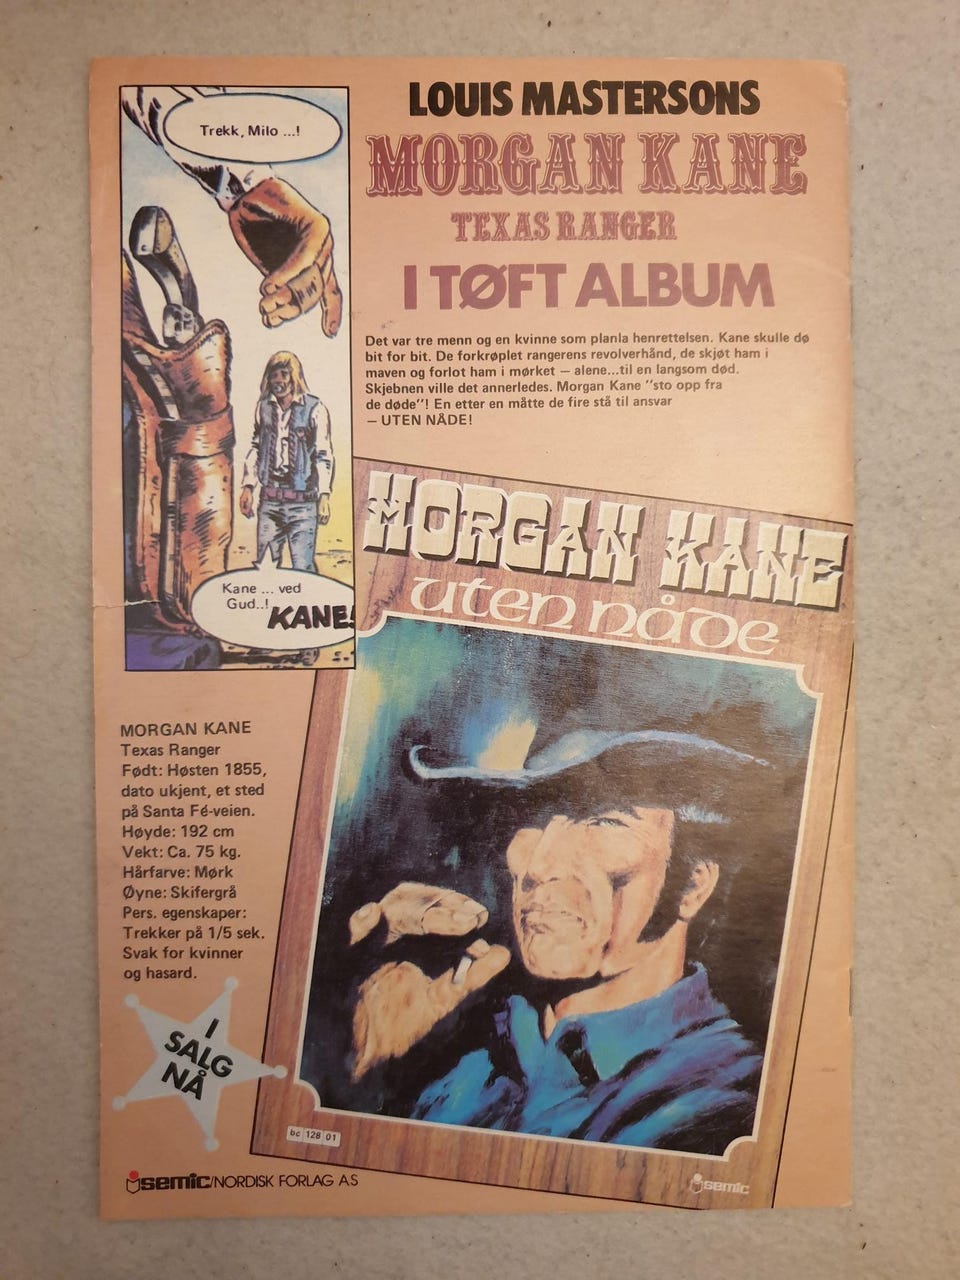 Trekk, Milo ...!
Kane ... ved
Gud..! KANE!
LOUIS MASTERSONS
MORGAN KANE
TEXAS RANGER
I TØFT ALBUM
Det var tre menn og en kvinne som planla henrettelsen. Kane skulle dø
bit for bit. De forkrøplet rangerens revolverhånd, de skjøt ham i
maven og forlot ham i mørket — alene...til en langsom død.
Skjebnen ville det annerledes. Morgan Kane "sto opp fra
de døde"! En etter en måtte de fire stå til ansvar
— UTEN NÅDE!
MORGAN KANE
uten nåde
bc 128 01
semic
MORGAN KANE
Texas Ranger
Født: Høsten 1855,
dato ukjent, et sted
på Santa Fé-veien.
Høyde: 192 cm
Vekt: Ca. 75 kg.
Hårfarve: Mørk
Øyne: Skifergrå
Pers. egenskaper:
Trekker på 1/5 sek.
Svak for kvinner
og hasard.
I
SALG
NÅ
semic/NORDISK FORLAG A.S